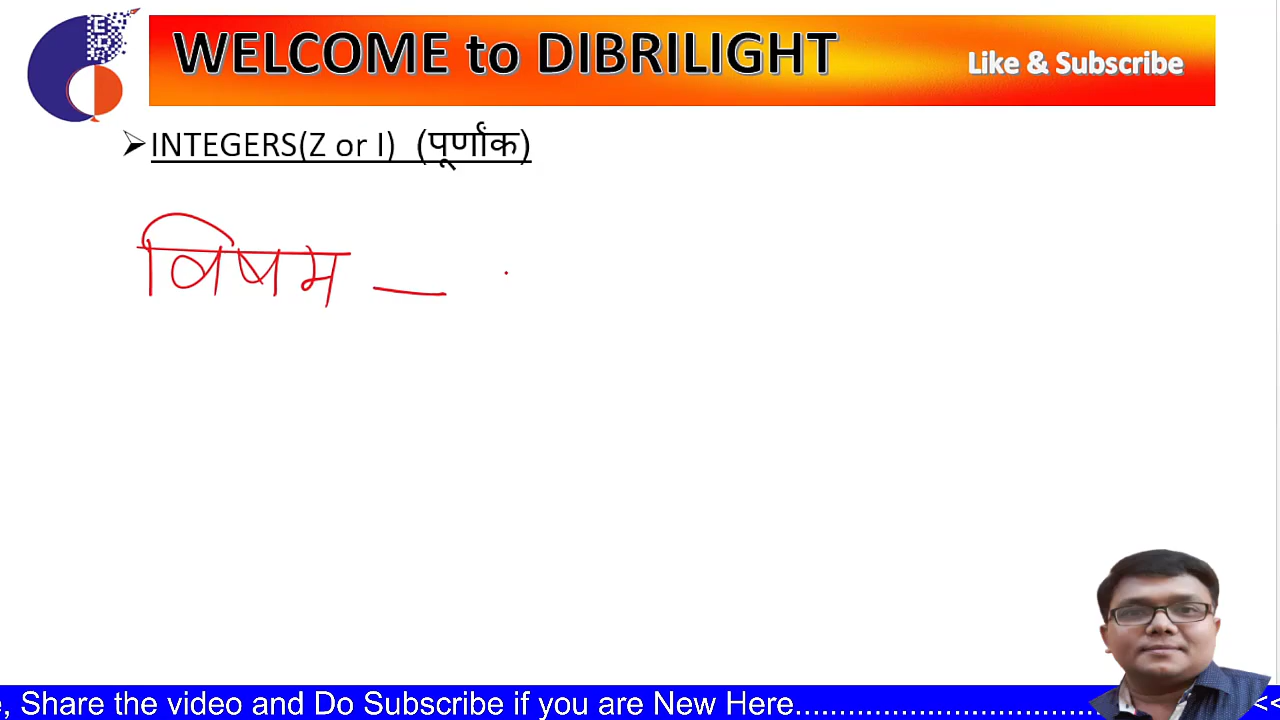 WELCOME to DIBRILIGHT
Like & Subscribe
➢INTEGERS(Z or I) (पूर्णांक)
विषम —
e, Share the video and Do Subscribe if you are New Here.................................... <<